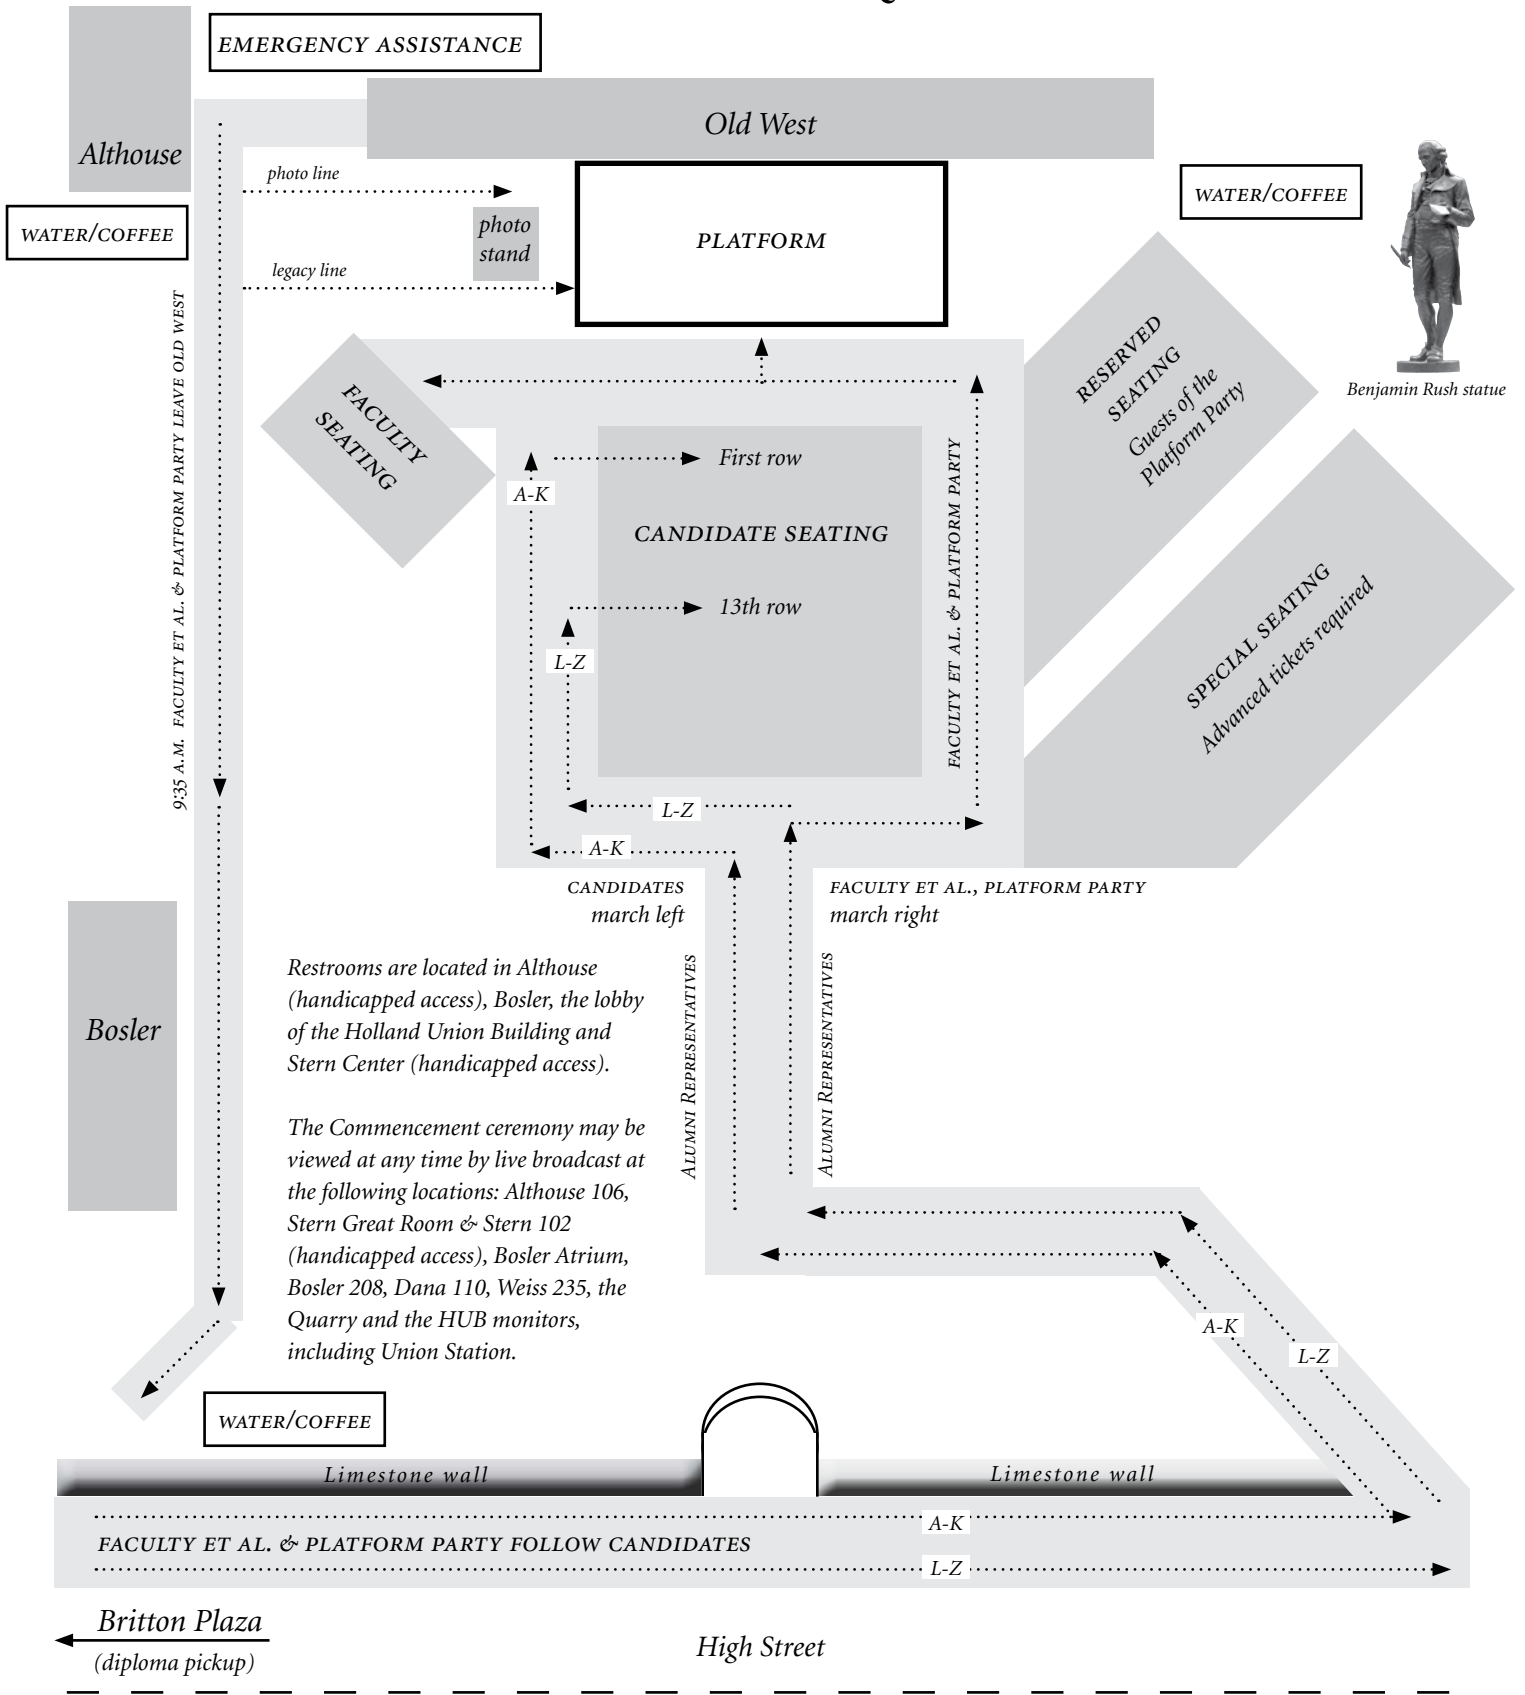 EMERGENCY ASSISTANCE
Old West
Althouse
photo line
WATER/COFFEE
WATER/COFFEE
photo
stand
PLATFORM
legacy line
Benjamin Rush statue
9:35 A.M. FACULTY ET AL. & PLATFORM PARTY LEAVE OLD WEST
FACULTY
SEATING
RESERVED
SEATING
Guests of the
Platform Party
First row
A-K
CANDIDATE SEATING
FACULTY ET AL. & PLATFORM PARTY
13th row
L-Z
SPECIAL SEATING
Advanced tickets required
L-Z
A-K
CANDIDATES
march left
FACULTY ET AL., PLATFORM PARTY
march right
ALUMNI REPRESENTATIVES
ALUMNI REPRESENTATIVES
Bosler
Restrooms are located in Althouse
(handicapped access), Bosler, the lobby
of the Holland Union Building and
Stern Center (handicapped access).
The Commencement ceremony may be
viewed at any time by live broadcast at
the following locations: Althouse 106,
Stern Great Room & Stern 102
(handicapped access), Bosler Atrium,
Bosler 208, Dana 110, Weiss 235, the
Quarry and the HUB monitors,
including Union Station.
A-K
L-Z
WATER/COFFEE
Limestone wall
Limestone wall
A-K
FACULTY ET AL. & PLATFORM PARTY FOLLOW CANDIDATES
L-Z
Britton Plaza
(diploma pickup)
High Street